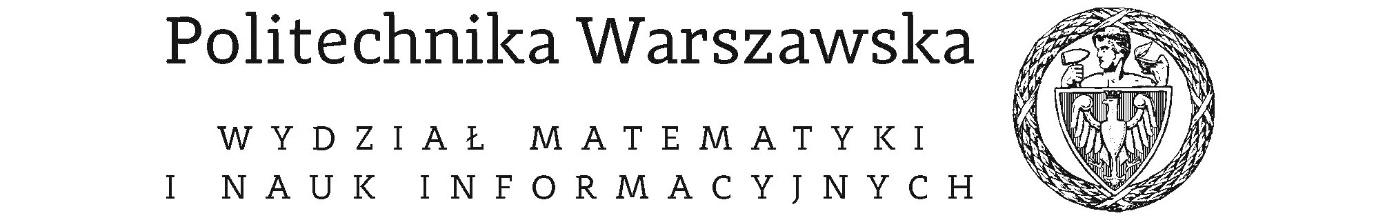 Politechnika Warszawska
WYDZIAŁ MATEMATYKI
I NAUK INFORMACYJNYCH